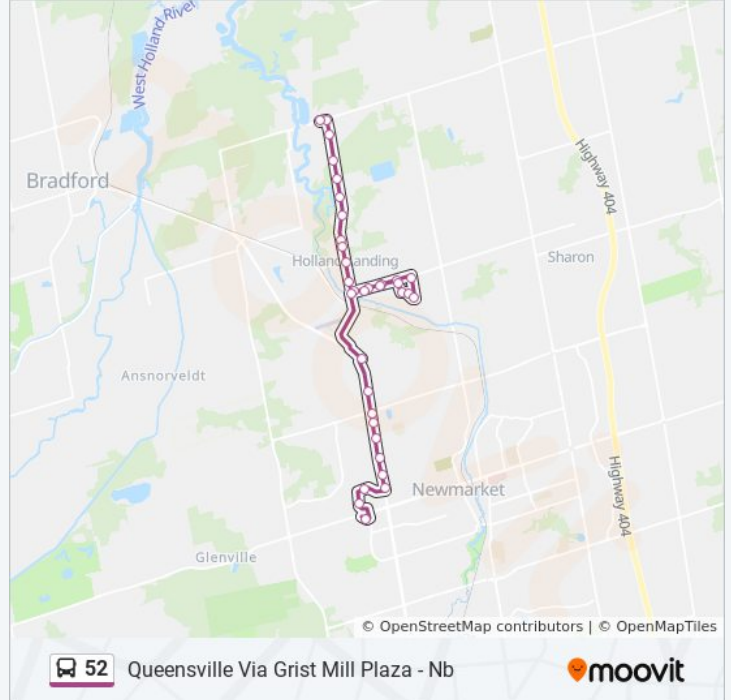 West Holland River
Bradford
Highway 404
Holland Landing
Sharon
Ansnorveldt
Newmarket
Highway 404
Glenville
© OpenStreetMap contributors | © OpenMapTiles
52 Queensville Via Grist Mill Plaza - Nb
moovit